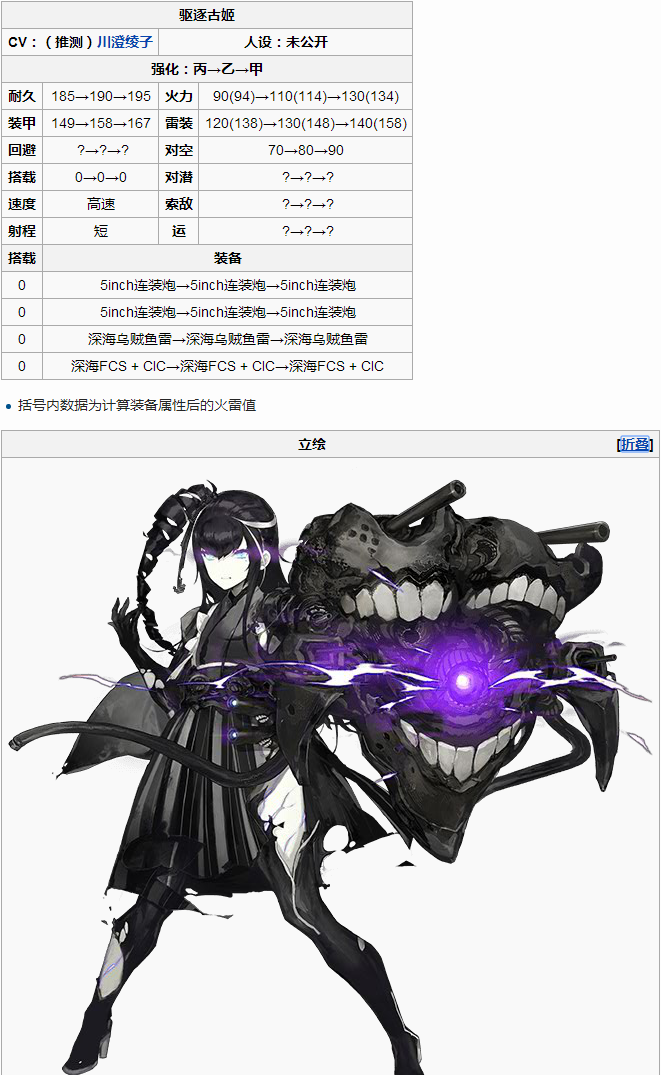 驱逐古姬
CV：（推测）川澄绫子 人设：未公开
强化：丙→乙→甲
耐久 185→190→195 火力 90(94)→110(114)→130(134)
装甲 149→158→167 雷装 120(138)→130(148)→140(158)
回避 ?→?→? 对空 70→80→90
搭载 0→0→0 对潜 ?→?→?
速度 高速 索敌 ?→?→?
射程 短 运 ?→?→?
搭载 装备
0 5inch连装炮→5inch连装炮→5inch连装炮
0 5inch连装炮→5inch连装炮→5inch连装炮
0 深海乌贼鱼雷→深海乌贼鱼雷→深海乌贼鱼雷
0 深海FCS + CIC→深海FCS + CIC→深海FCS + CIC
• 括号内数据为计算装备属性后的火雷值
立绘 [折叠]